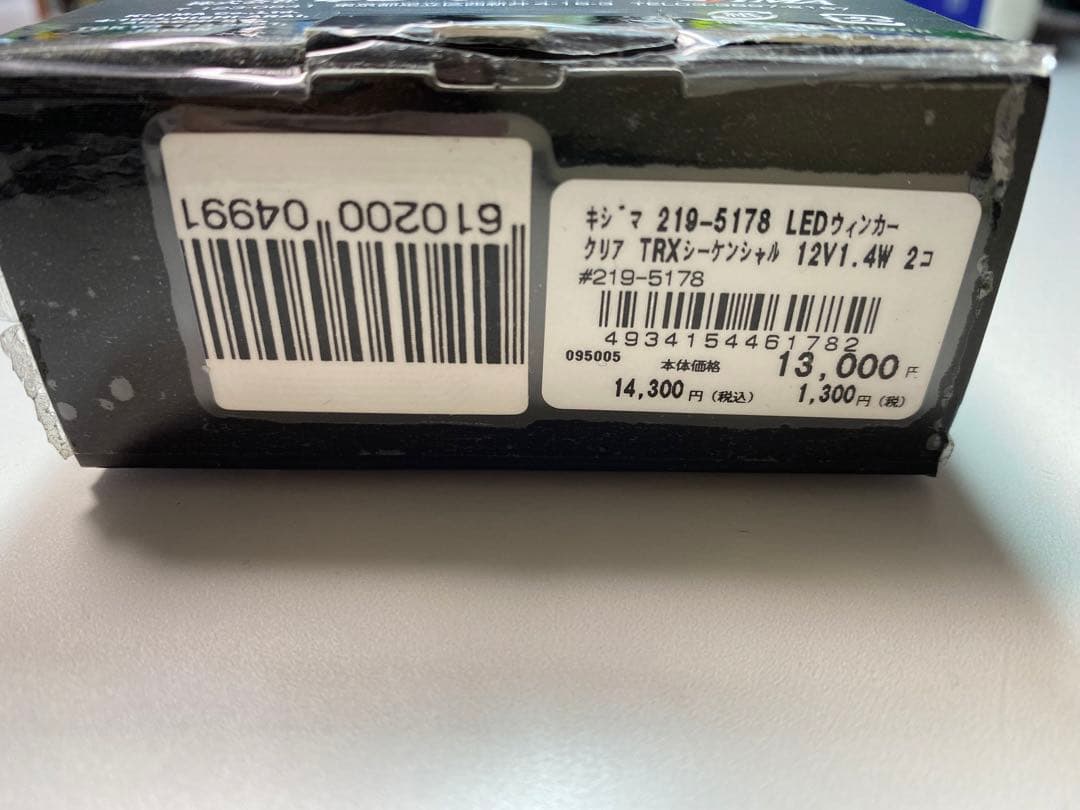 610200 04991
キジマ 219-5178 LEDウィンカー
クリア TRXシーケンシャル 12V1.4W 2コ
#219-5178
4934154461782
095005 本体価格 13,000円
14,300円(税込) 1,300円(税)